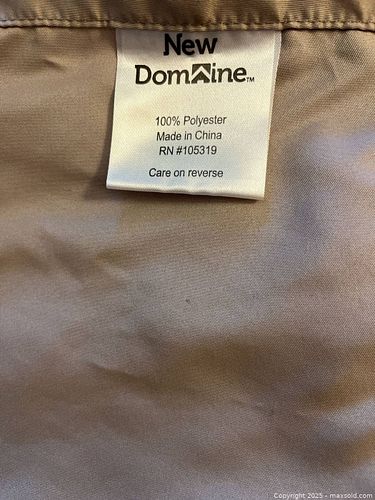 New
Domaine™
100% Polyester
Made in China
RN #105319
Care on reverse
Copyright 2025 - maxsold.com